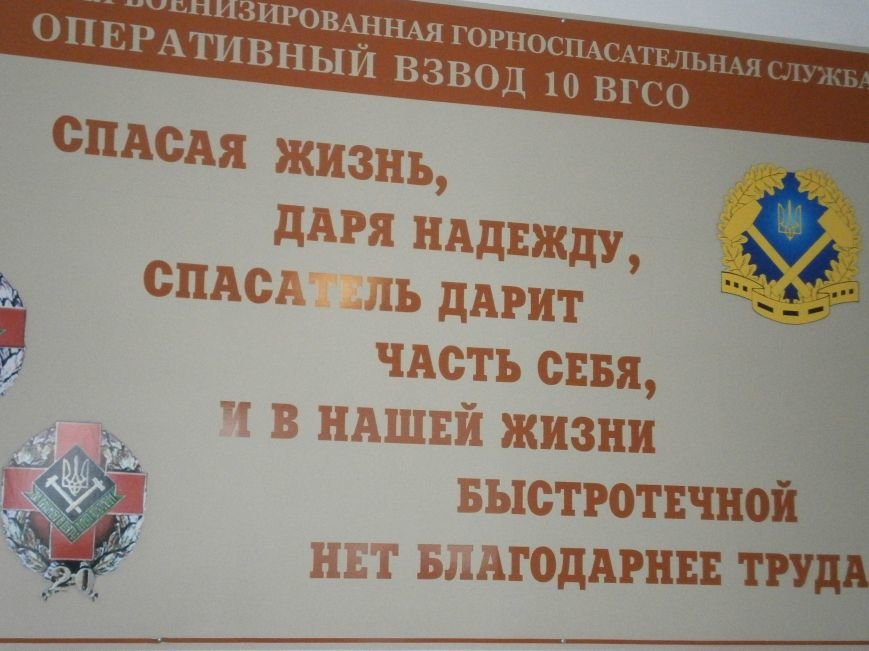 ВОЕНИЗИРОВАННАЯ ГОРНОСПАСАТЕЛЬНАЯ СЛУЖБА
ОПЕРАТИВНЫЙ ВЗВОД 10 ВГСО
СПАСАЯ ЖИЗНЬ,
ДАРЯ НАДЕЖДУ,
СПАСАТЕЛЬ ДАРИТ
ЧАСТЬ СЕБЯ,
И В НАШЕЙ ЖИЗНИ
БЫСТРОТЕЧНОЙ
НЕТ БЛАГОДАРНЕЕ ТРУДА
20